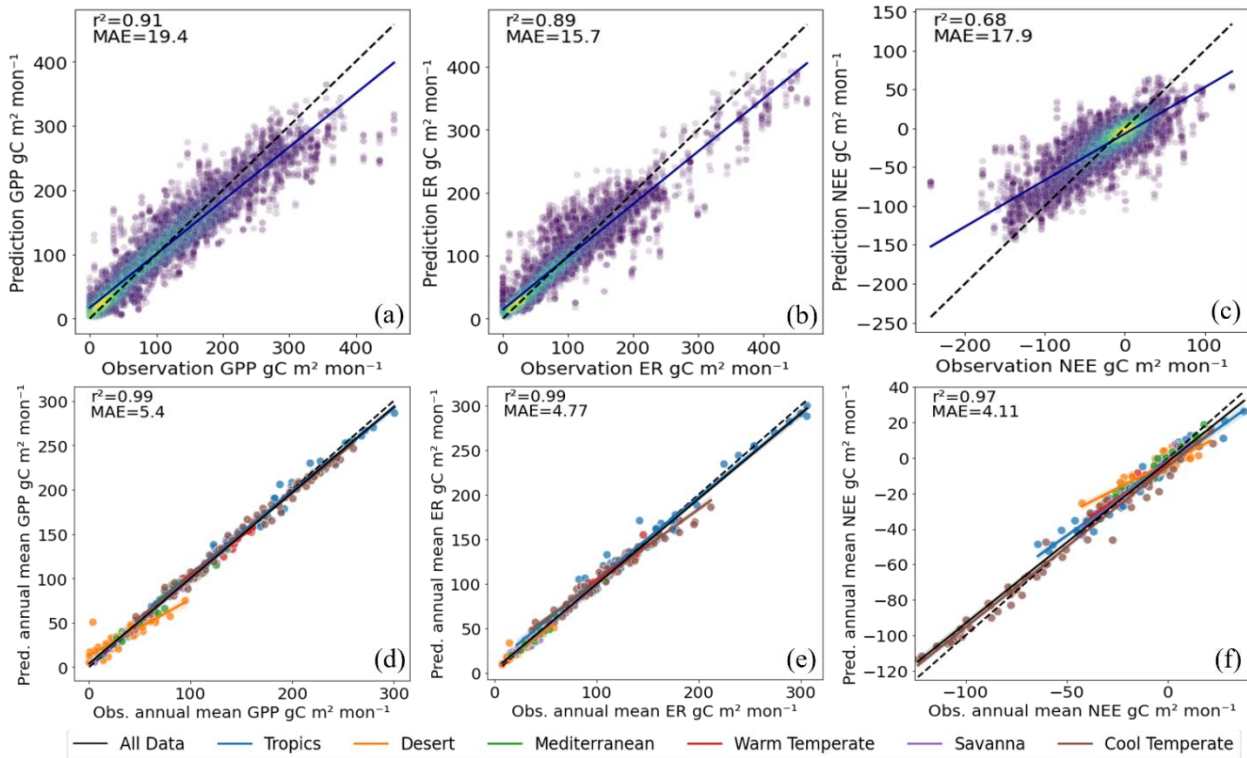 r²=0.91
MAE=19.4
400
300
200
100
0
0 100 200 300 400
Prediction GPP gC m² mon⁻¹
Observation GPP gC m² mon⁻¹
(a)
r²=0.89
MAE=15.7
400
300
200
100
0
0 100 200 300 400
Prediction ER gC m² mon⁻¹
Observation ER gC m² mon⁻¹
(b)
r²=0.68
MAE=17.9
150
100
50
0
−50
−100
−150
−200
−250
−200 −100 0 100
Prediction NEE gC m² mon⁻¹
Observation NEE gC m² mon⁻¹
(c)
r²=0.99
MAE=5.4
300
250
200
150
100
50
0
0 100 200 300
Pred. annual mean GPP gC m² mon⁻¹
Obs. annual mean GPP gC m² mon⁻¹
(d)
r²=0.99
MAE=4.77
300
250
200
150
100
50
0
0 100 200 300
Pred. annual mean ER gC m² mon⁻¹
Obs. annual mean ER gC m² mon⁻¹
(e)
r²=0.97
MAE=4.11
40
20
0
−20
−40
−60
−80
−100
−120
−100 −50 0
Pred. annual mean NEE gC m² mon⁻¹
Obs. annual mean NEE gC m² mon⁻¹
(f)
All Data Tropics Desert Mediterranean Warm Temperate Savanna Cool Temperate